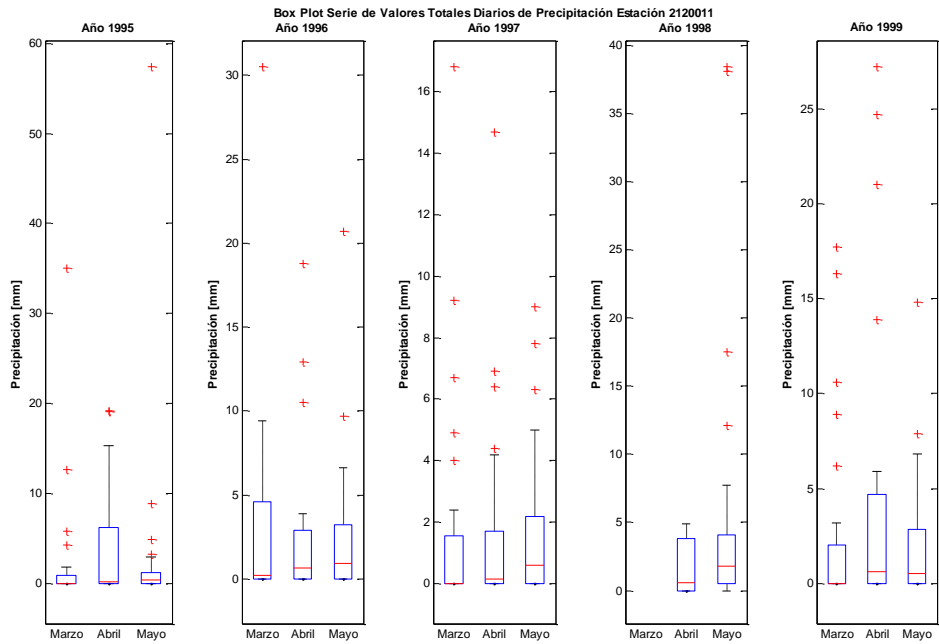 Box Plot Serie de Valores Totales Diarios de Precipitación Estación 2120011
Año 1995
Precipitación [mm]
60
50
40
30
20
10
0
Marzo Abril Mayo
Año 1996
Precipitación [mm]
30
25
20
15
10
5
0
Marzo Abril Mayo
Año 1997
Precipitación [mm]
16
14
12
10
8
6
4
2
0
Marzo Abril Mayo
Año 1998
Precipitación [mm]
40
35
30
25
20
15
10
5
0
Marzo Abril Mayo
Año 1999
Precipitación [mm]
25
20
15
10
5
0
Marzo Abril Mayo